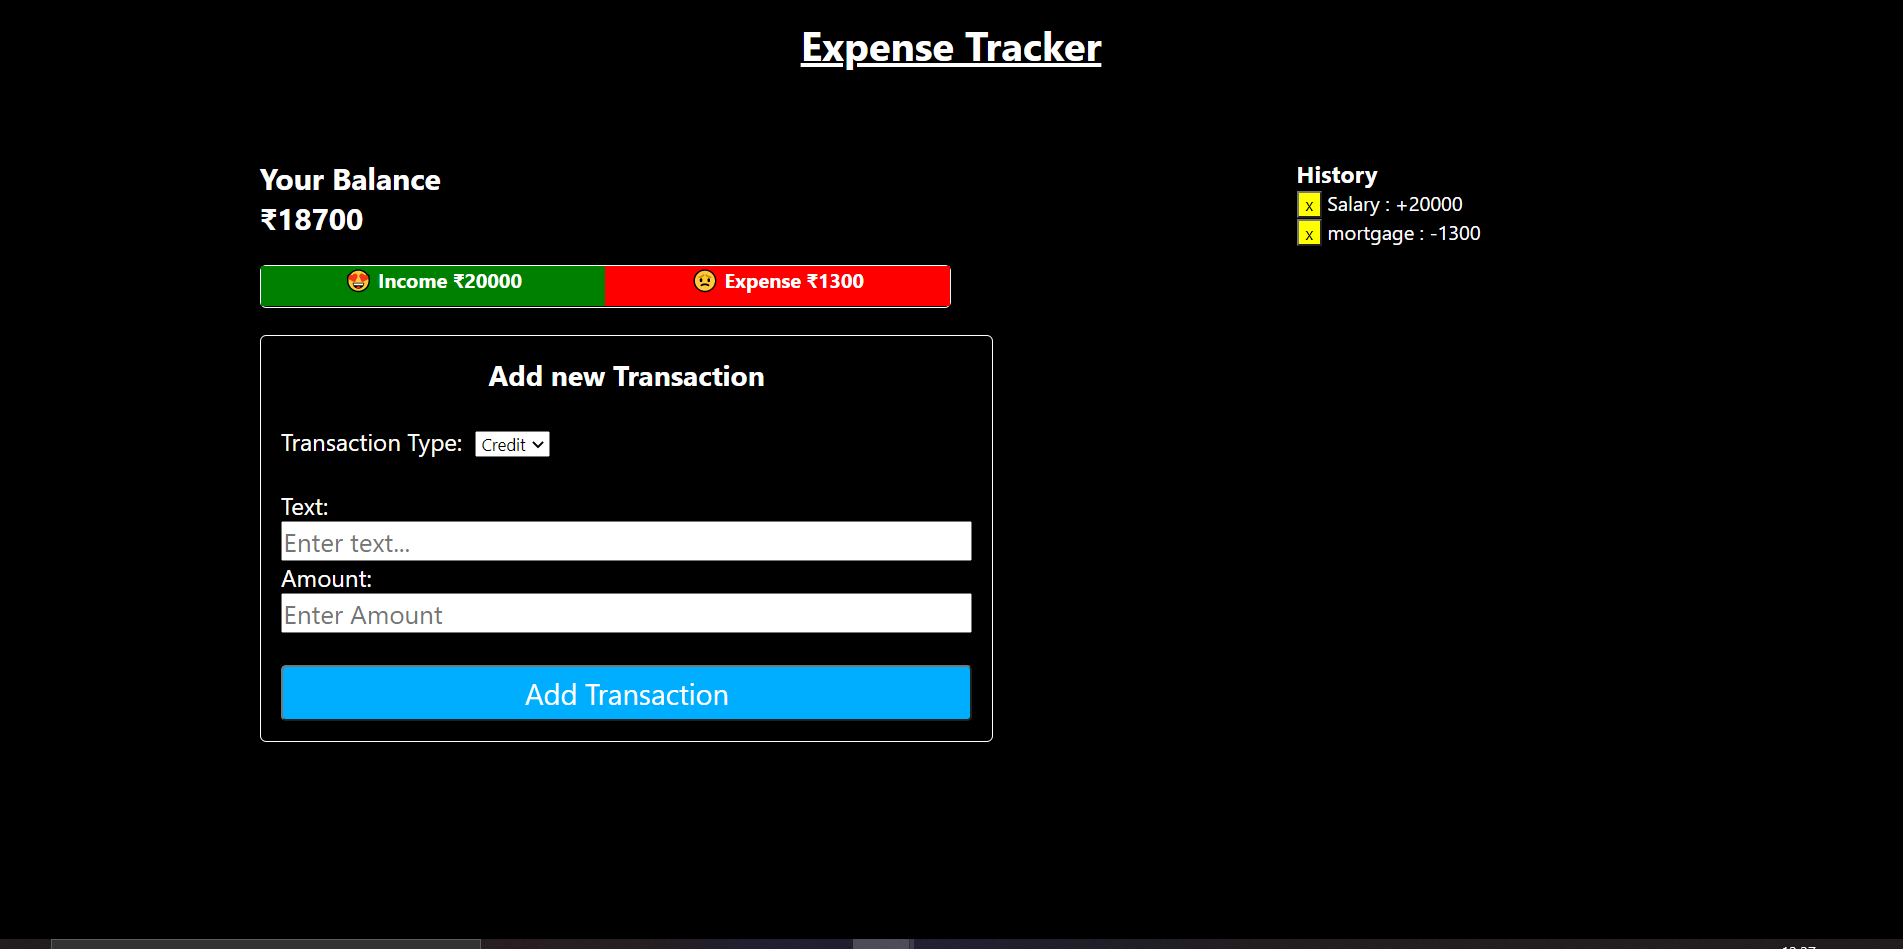 Expense Tracker
Your Balance
₹18700
😍 Income ₹20000
☹️ Expense ₹1300
Add new Transaction
Transaction Type: Credit
Text:
Enter text...
Amount:
Enter Amount
Add Transaction
History
x Salary : +20000
x mortgage : -1300